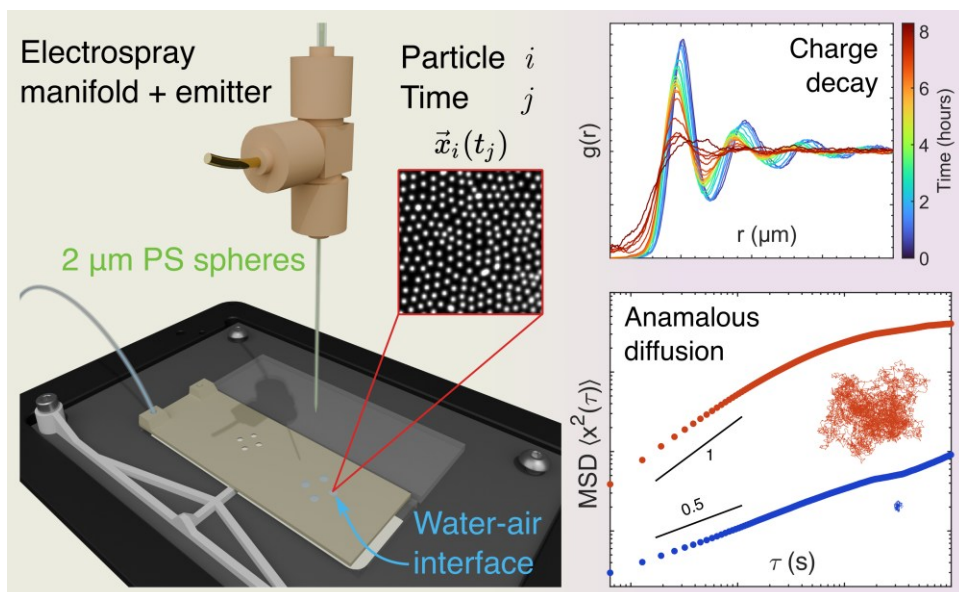 Electrospray
manifold + emitter
Particle i
Time j
x⃗ᵢ(tⱼ)
2 µm PS spheres
Water-air
interface
Charge
decay
g(r)
r (µm)
8
6
4
2
0
Time (hours)
Anamalous
diffusion
MSD ⟨x²(τ)⟩
1
0.5
τ (s)